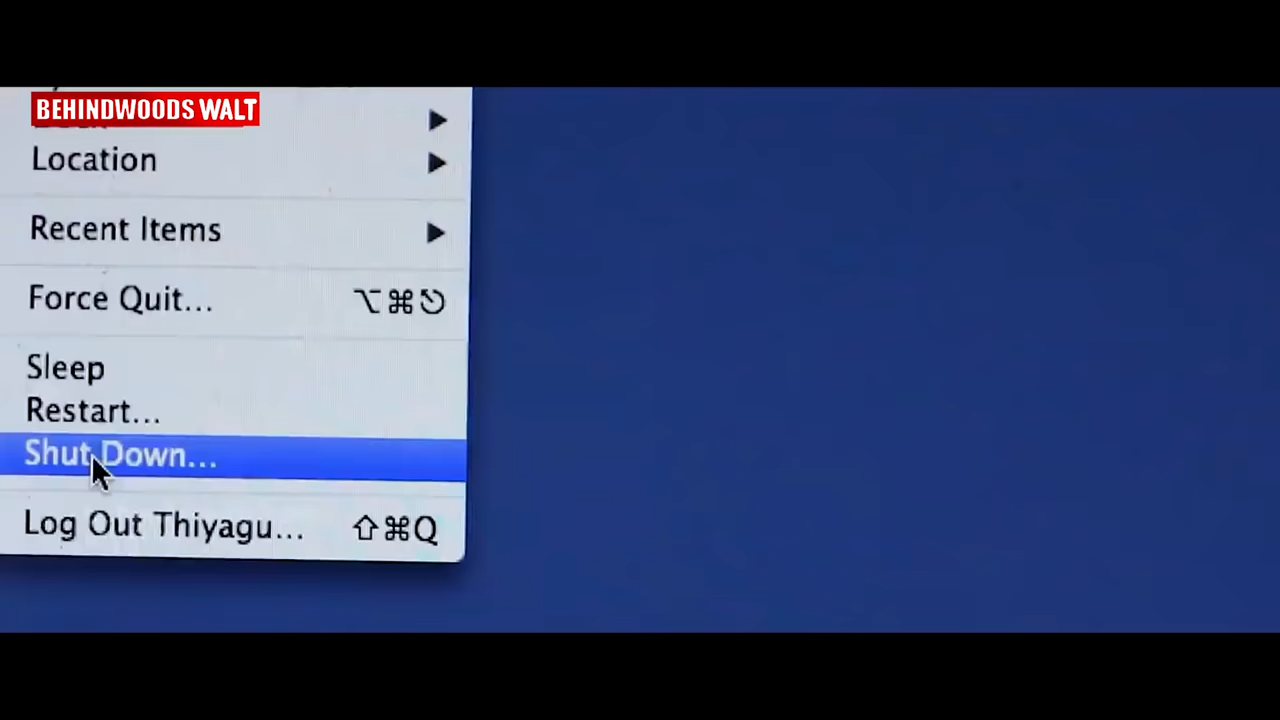 BEHINDWOODS WALT
Location ▶
Recent Items ▶
Force Quit... ⌥⌘⎋
Sleep
Restart...
Shut Down...
Log Out Thiyagu... ⇧⌘Q